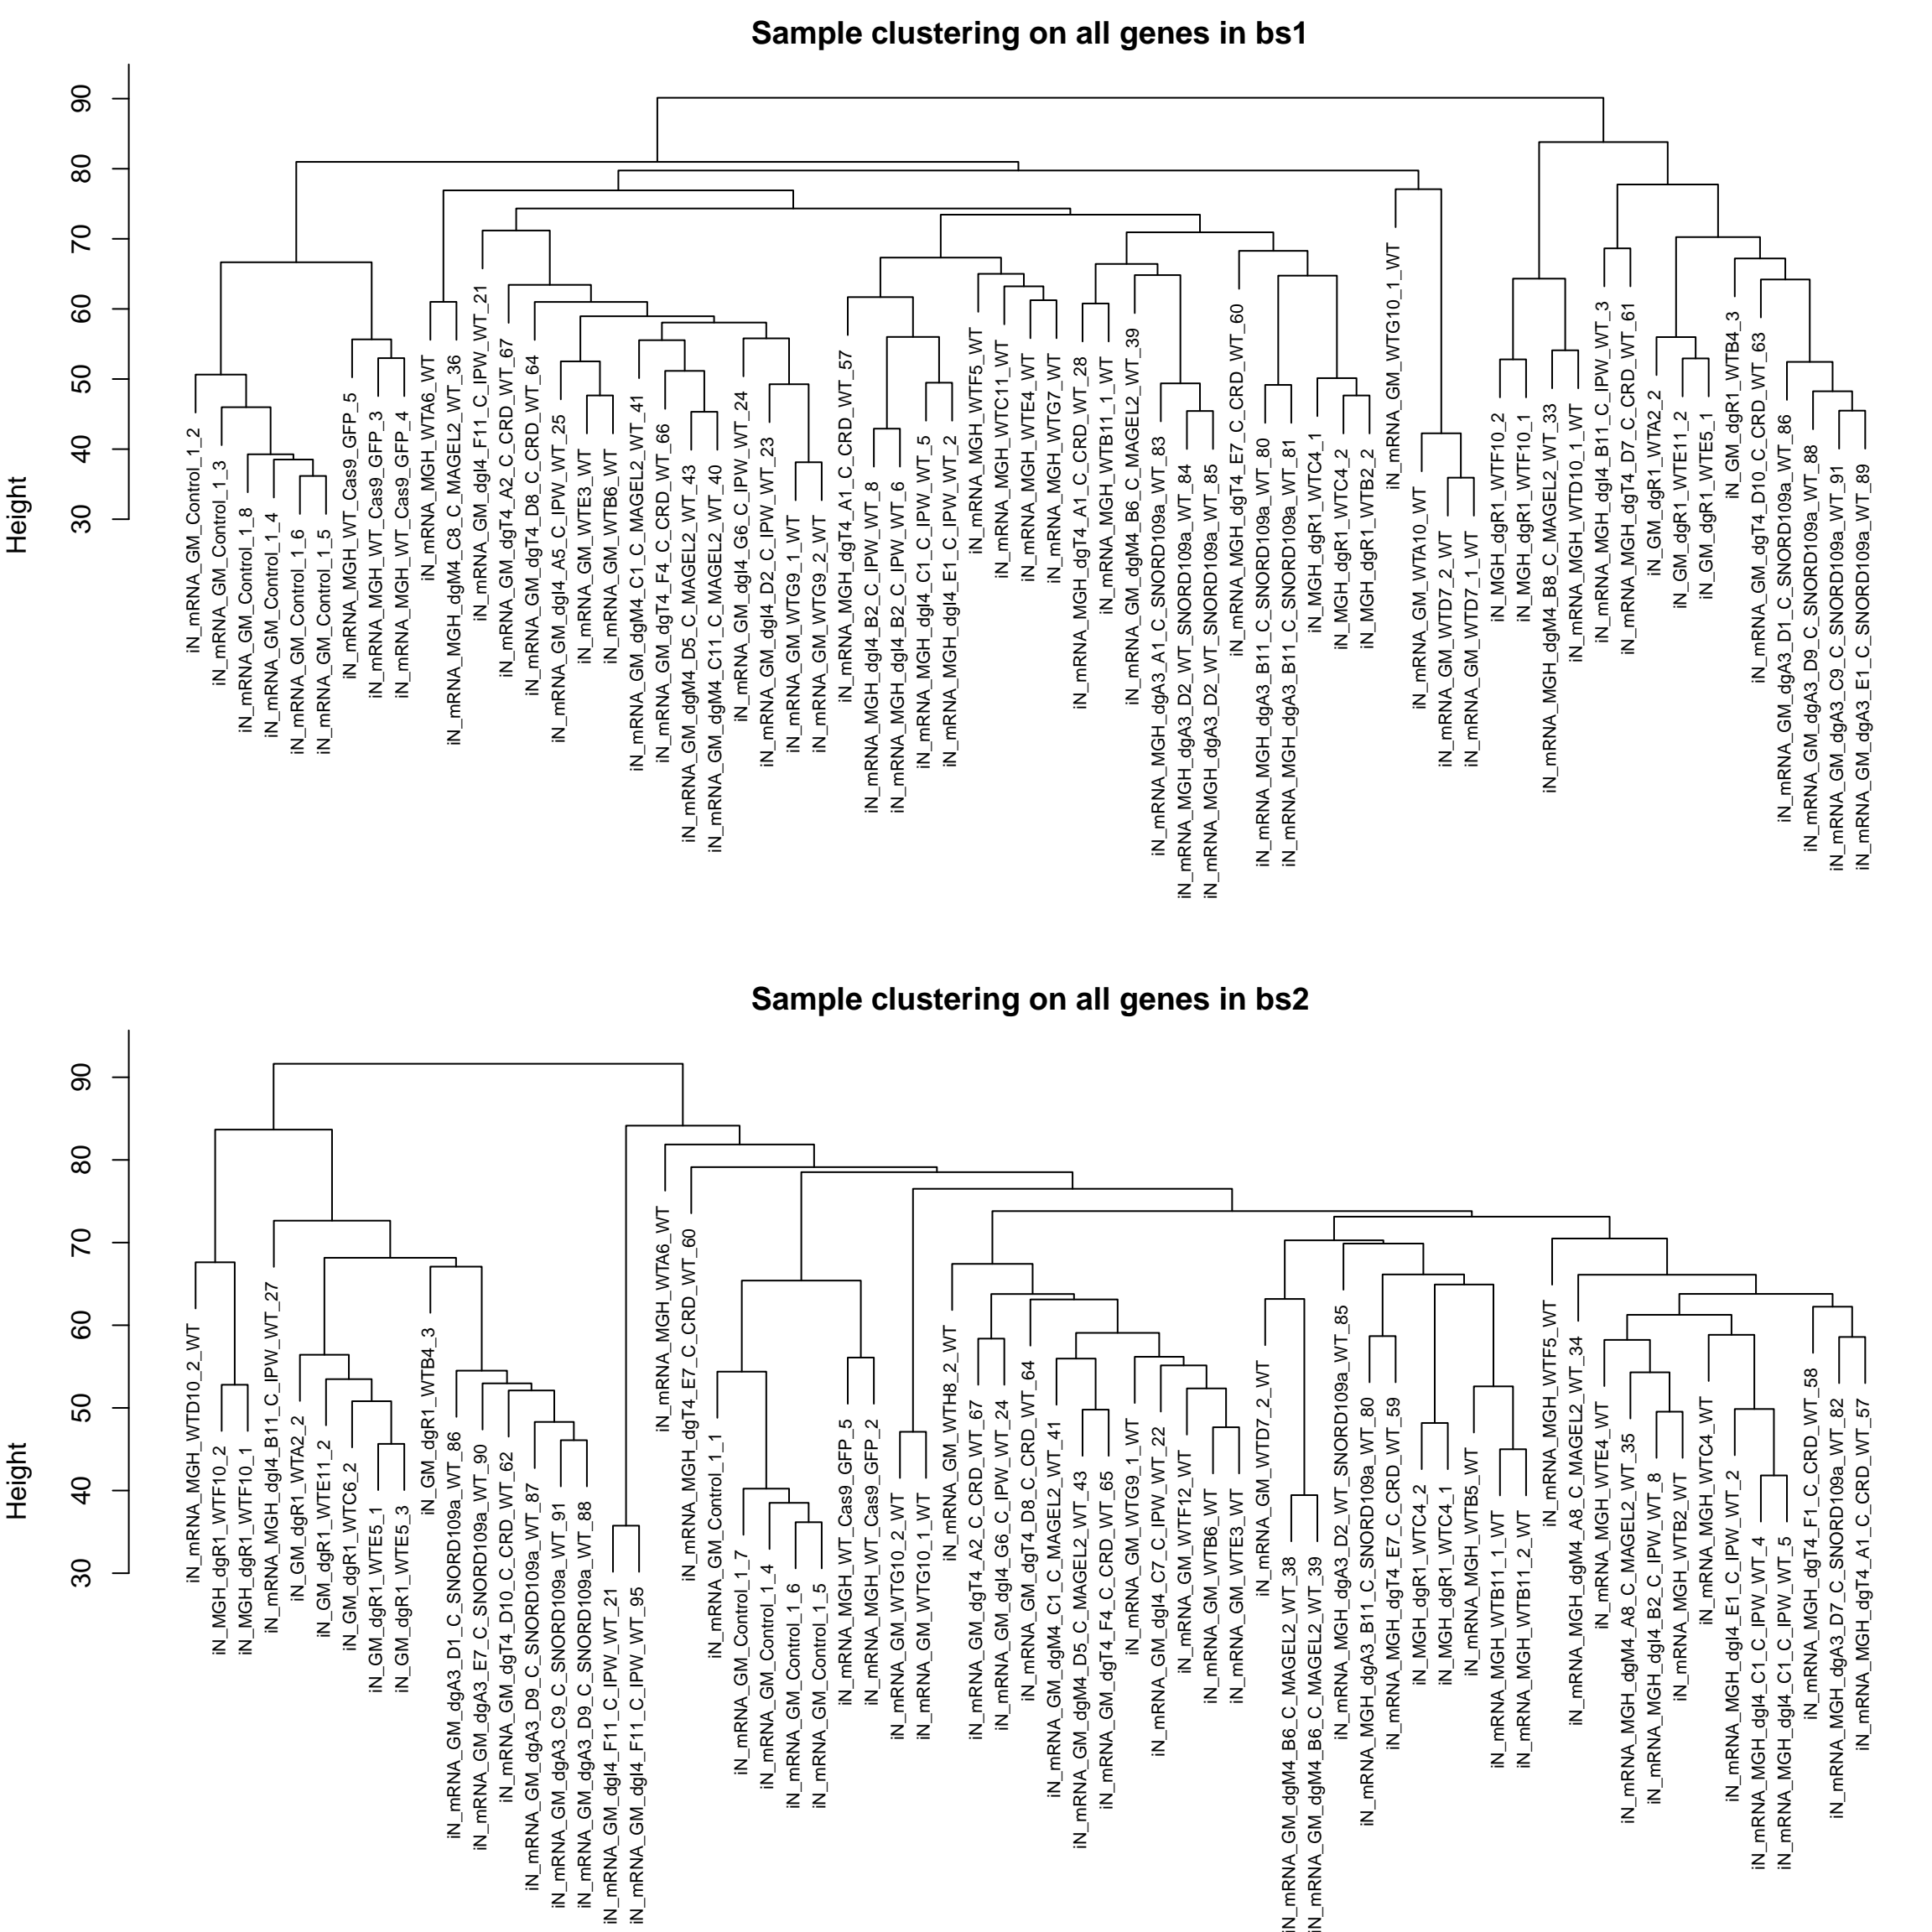 Sample clustering on all genes in bs1
Height
90
80
70
60
50
40
30
iN_mRNA_GM_Control_1_2
iN_mRNA_GM_Control_1_3
iN_mRNA_GM_Control_1_8
iN_mRNA_GM_Control_1_4
iN_mRNA_GM_Control_1_6
iN_mRNA_GM_Control_1_5
iN_mRNA_MGH_WT_Cas9_GFP_5
iN_mRNA_MGH_WT_Cas9_GFP_3
iN_mRNA_MGH_WT_Cas9_GFP_4
iN_mRNA_MGH_WTA6_WT
iN_mRNA_MGH_dgM4_C8_C_MAGEL2_WT_36
iN_mRNA_GM_dgI4_F11_C_IPW_WT_21
iN_mRNA_GM_dgT4_A2_C_CRD_WT_67
iN_mRNA_GM_dgT4_D8_C_CRD_WT_64
iN_mRNA_GM_dgI4_A5_C_IPW_WT_25
iN_mRNA_GM_WTE3_WT
iN_mRNA_GM_WTB6_WT
iN_mRNA_GM_dgM4_C1_C_MAGEL2_WT_41
iN_mRNA_GM_dgT4_F4_C_CRD_WT_66
iN_mRNA_GM_dgM4_D5_C_MAGEL2_WT_43
iN_mRNA_GM_dgM4_C11_C_MAGEL2_WT_40
iN_mRNA_GM_dgI4_G6_C_IPW_WT_24
iN_mRNA_GM_dgI4_D2_C_IPW_WT_23
iN_mRNA_GM_WTG9_1_WT
iN_mRNA_GM_WTG9_2_WT
iN_mRNA_MGH_dgT4_A1_C_CRD_WT_57
iN_mRNA_MGH_dgI4_B2_C_IPW_WT_8
iN_mRNA_MGH_dgI4_B2_C_IPW_WT_6
iN_mRNA_MGH_dgI4_C1_C_IPW_WT_5
iN_mRNA_MGH_dgI4_E1_C_IPW_WT_2
iN_mRNA_MGH_WTF5_WT
iN_mRNA_MGH_WTC11_WT
iN_mRNA_MGH_WTE4_WT
iN_mRNA_MGH_WTG7_WT
iN_mRNA_MGH_dgT4_A1_C_CRD_WT_28
iN_mRNA_MGH_WTB11_1_WT
iN_mRNA_GM_dgM4_B6_C_MAGEL2_WT_39
iN_mRNA_MGH_dgA3_A1_C_SNORD109a_WT_83
iN_mRNA_MGH_dgA3_D2_WT_SNORD109a_WT_84
iN_mRNA_MGH_dgA3_D2_WT_SNORD109a_WT_85
iN_mRNA_MGH_dgT4_E7_C_CRD_WT_60
iN_mRNA_MGH_dgA3_B11_C_SNORD109a_WT_80
iN_mRNA_MGH_dgA3_B11_C_SNORD109a_WT_81
iN_MGH_dgR1_WTC4_1
iN_MGH_dgR1_WTC4_2
iN_MGH_dgR1_WTB2_2
iN_mRNA_GM_WTG10_1_WT
iN_mRNA_GM_WTA10_WT
iN_mRNA_GM_WTD7_2_WT
iN_mRNA_GM_WTD7_1_WT
iN_MGH_dgR1_WTF10_2
iN_MGH_dgR1_WTF10_1
iN_mRNA_MGH_dgM4_B8_C_MAGEL2_WT_33
iN_mRNA_MGH_WTD10_1_WT
iN_mRNA_MGH_dgI4_B11_C_IPW_WT_3
iN_mRNA_MGH_dgT4_D7_C_CRD_WT_61
iN_GM_dgR1_WTA2_2
iN_GM_dgR1_WTE11_2
iN_GM_dgR1_WTE5_1
iN_GM_dgR1_WTB4_3
iN_mRNA_GM_dgT4_D10_C_CRD_WT_63
iN_mRNA_GM_dgA3_D1_C_SNORD109a_WT_86
iN_mRNA_GM_dgA3_D9_C_SNORD109a_WT_88
iN_mRNA_GM_dgA3_C9_C_SNORD109a_WT_91
iN_mRNA_GM_dgA3_E1_C_SNORD109a_WT_89
Sample clustering on all genes in bs2
Height
90
80
70
60
50
40
30
iN_mRNA_MGH_WTD10_2_WT
iN_MGH_dgR1_WTF10_2
iN_MGH_dgR1_WTF10_1
iN_mRNA_MGH_dgI4_B11_C_IPW_WT_27
iN_GM_dgR1_WTA2_2
iN_GM_dgR1_WTE11_2
iN_GM_dgR1_WTC6_2
iN_GM_dgR1_WTE5_1
iN_GM_dgR1_WTE5_3
iN_GM_dgR1_WTB4_3
iN_mRNA_GM_dgA3_D1_C_SNORD109a_WT_86
iN_mRNA_GM_dgA3_E7_C_SNORD109a_WT_90
iN_mRNA_GM_dgT4_D10_C_CRD_WT_62
iN_mRNA_GM_dgA3_D9_C_SNORD109a_WT_87
iN_mRNA_GM_dgA3_C9_C_SNORD109a_WT_91
iN_mRNA_GM_dgA3_D9_C_SNORD109a_WT_88
iN_mRNA_GM_dgI4_F11_C_IPW_WT_21
iN_mRNA_GM_dgI4_F11_C_IPW_WT_95
iN_mRNA_MGH_WTA6_WT
iN_mRNA_MGH_dgT4_E7_C_CRD_WT_60
iN_mRNA_GM_Control_1_1
iN_mRNA_GM_Control_1_7
iN_mRNA_GM_Control_1_4
iN_mRNA_GM_Control_1_6
iN_mRNA_GM_Control_1_5
iN_mRNA_MGH_WT_Cas9_GFP_5
iN_mRNA_MGH_WT_Cas9_GFP_2
iN_mRNA_GM_WTG10_2_WT
iN_mRNA_GM_WTG10_1_WT
iN_mRNA_GM_WTH8_2_WT
iN_mRNA_GM_dgT4_A2_C_CRD_WT_67
iN_mRNA_GM_dgI4_G6_C_IPW_WT_24
iN_mRNA_GM_dgT4_D8_C_CRD_WT_64
iN_mRNA_GM_dgM4_C1_C_MAGEL2_WT_41
iN_mRNA_GM_dgM4_D5_C_MAGEL2_WT_43
iN_mRNA_GM_dgT4_F4_C_CRD_WT_65
iN_mRNA_GM_WTG9_1_WT
iN_mRNA_GM_dgI4_C7_C_IPW_WT_22
iN_mRNA_GM_WTF12_WT
iN_mRNA_GM_WTB6_WT
iN_mRNA_GM_WTE3_WT
iN_mRNA_GM_WTD7_2_WT
iN_mRNA_GM_dgM4_B6_C_MAGEL2_WT_38
iN_mRNA_GM_dgM4_B6_C_MAGEL2_WT_39
iN_mRNA_MGH_dgA3_D2_WT_SNORD109a_WT_85
iN_mRNA_MGH_dgA3_B11_C_SNORD109a_WT_80
iN_mRNA_MGH_dgT4_E7_C_CRD_WT_59
iN_MGH_dgR1_WTC4_2
iN_MGH_dgR1_WTC4_1
iN_mRNA_MGH_WTB5_WT
iN_mRNA_MGH_WTB11_1_WT
iN_mRNA_MGH_WTB11_2_WT
iN_mRNA_MGH_WTF5_WT
iN_mRNA_MGH_dgM4_A8_C_MAGEL2_WT_34
iN_mRNA_MGH_WTE4_WT
iN_mRNA_MGH_dgM4_A8_C_MAGEL2_WT_35
iN_mRNA_MGH_dgI4_B2_C_IPW_WT_8
iN_mRNA_MGH_WTB2_WT
iN_mRNA_MGH_WTC4_WT
iN_mRNA_MGH_dgI4_E1_C_IPW_WT_2
iN_mRNA_MGH_dgI4_C1_C_IPW_WT_4
iN_mRNA_MGH_dgI4_C1_C_IPW_WT_5
iN_mRNA_MGH_dgT4_F1_C_CRD_WT_58
iN_mRNA_MGH_dgA3_D7_C_SNORD109a_WT_82
iN_mRNA_MGH_dgT4_A1_C_CRD_WT_57